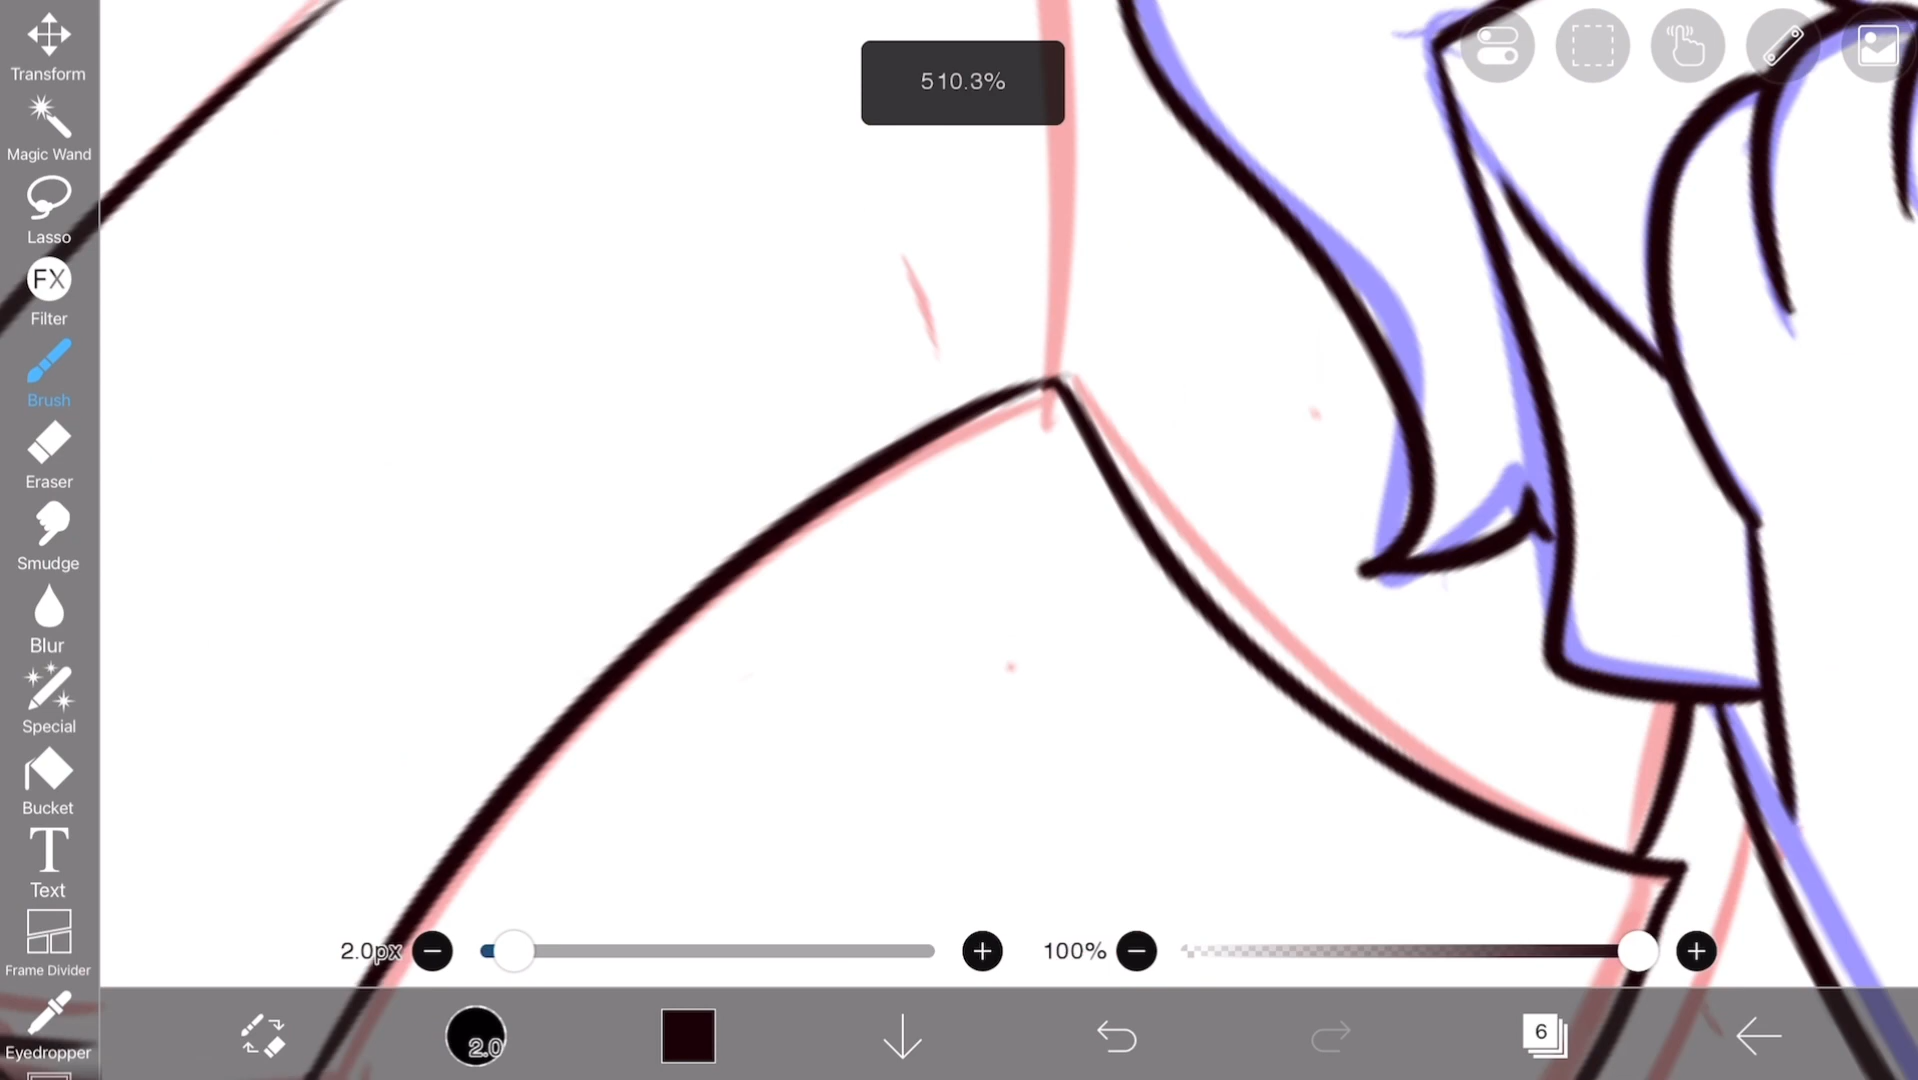 510.3%
Transform
Magic Wand
Lasso
FX
Filter
Brush
Eraser
Smudge
Blur
Special
Bucket
T
Text
Frame Divider
Eyedropper
2.0px
100%
2.0
6